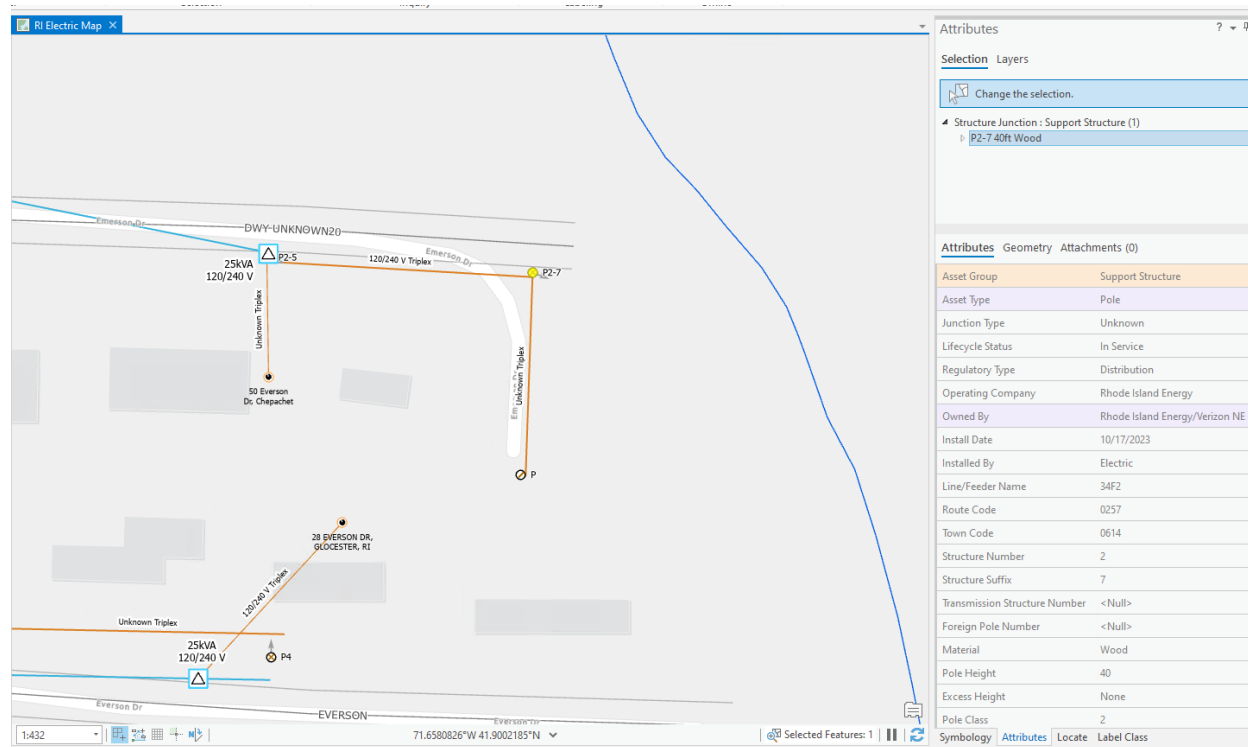 RI Electric Map
Emerson Dr
DWY-UNKNOWN20
P2-5
25kVA
120/240 V
120/240 V Triplex
Emerson Dr
P2-7
Unknown Triplex
Unknown Triplex
50 Everson
Dr, Chepachet
P
28 EVERSON DR,
GLOCESTER, RI
120/240 V Triplex
Unknown Triplex
25kVA
120/240 V
P4
Everson Dr
EVERSON
Everson Dr
1:432
71.6580826°W 41.9002185°N
Selected Features: 1
Attributes
?
Selection Layers
Change the selection.
Structure Junction : Support Structure (1)
P2-7 40ft Wood
Attributes Geometry Attachments (0)
Asset Group Support Structure
Asset Type Pole
Junction Type Unknown
Lifecycle Status In Service
Regulatory Type Distribution
Operating Company Rhode Island Energy
Owned By Rhode Island Energy/Verizon NE
Install Date 10/17/2023
Installed By Electric
Line/Feeder Name 34F2
Route Code 0257
Town Code 0614
Structure Number 2
Structure Suffix 7
Transmission Structure Number <Null>
Foreign Pole Number <Null>
Material Wood
Pole Height 40
Excess Height None
Pole Class 2
Symbology Attributes Locate Label Class